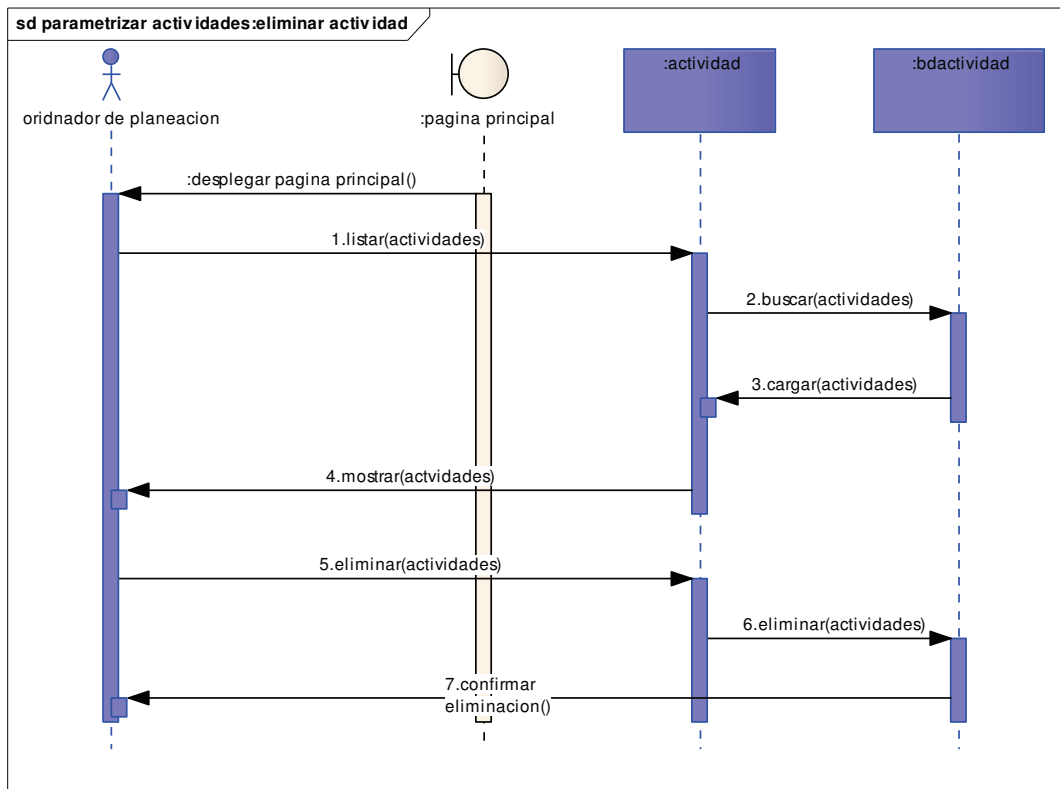 sd parametrizar actividades:eliminar actividad
oridnador de planeacion
:pagina principal
:actividad
:bdactividad
:desplegar pagina principal()
1.listar(actividades)
2.buscar(actividades)
3.cargar(actividades)
4.mostrar(actvidades)
5.eliminar(actividades)
6.eliminar(actividades)
7.confirmar
eliminacion()